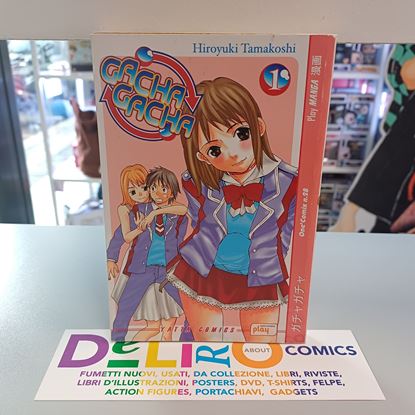 Hiroyuki Tamakoshi
GACHA
GACHA
1
Play MANGA 漫画
One'Comix n.28
ガチャガチャ
YATTA COMICS
play
DELIRIO
ABOUT
COMICS
FUMETTI NUOVI, USATI, DA COLLEZIONE, LIBRI, RIVISTE,
LIBRI D'ILLUSTRAZIONI, POSTERS, DVD, T-SHIRTS, FELPE,
ACTION FIGURES, PORTACHIAVI, GADGETS